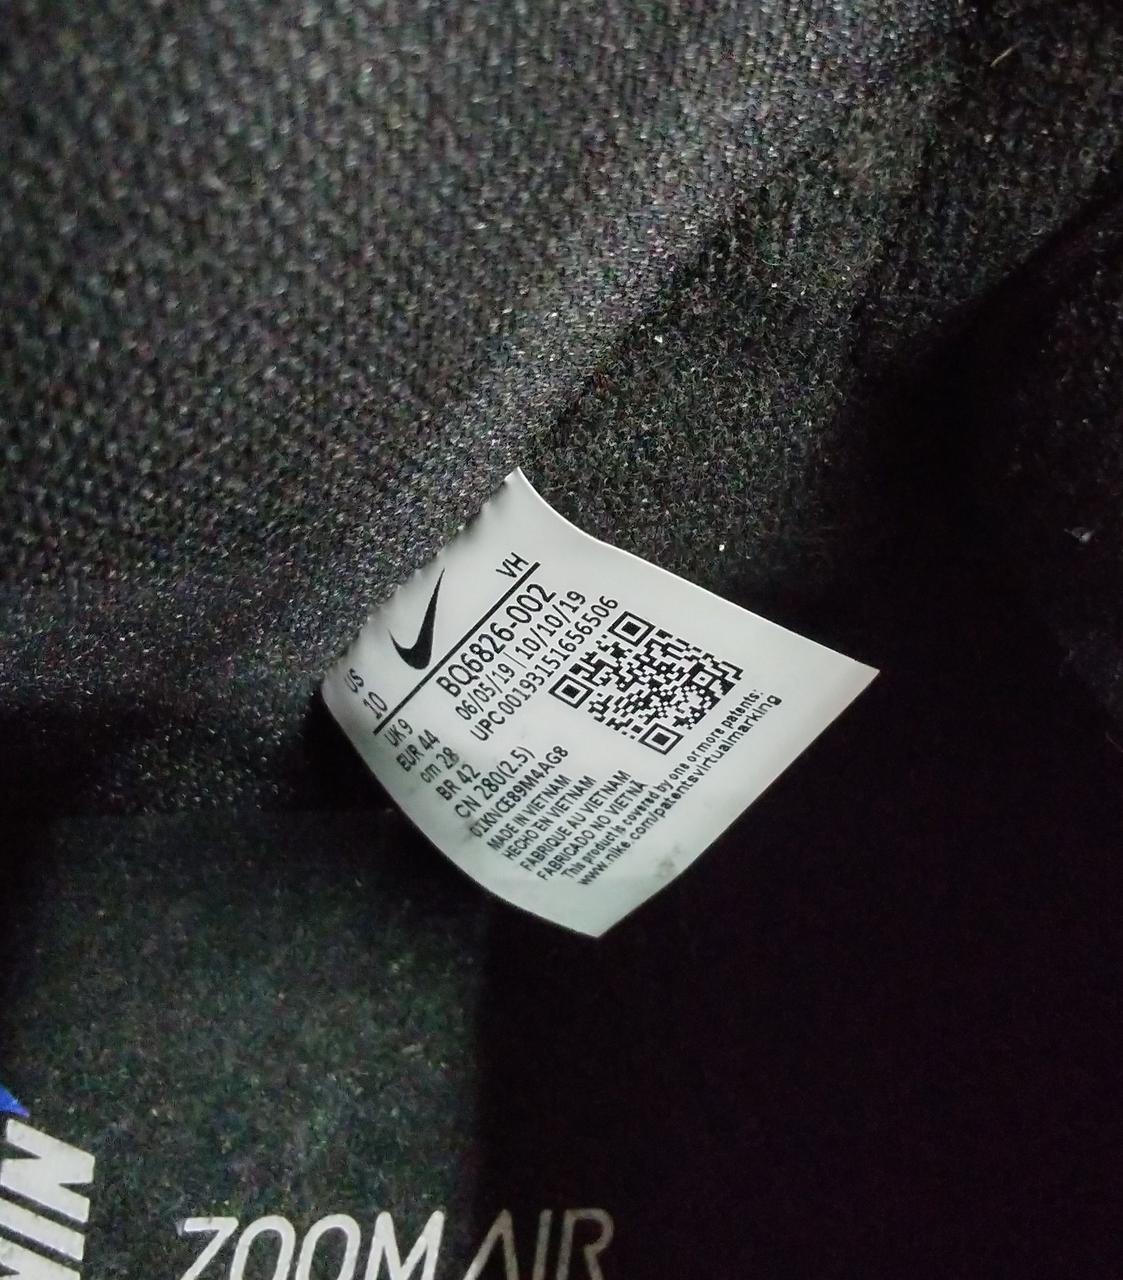 VH
US
10
BQ6826-002
06/05/19 | 10/10/19
UPC 00193151656506
UK 9
EUR 44
cm 28
BR 42
CN 280(2.5)
MADE IN VIETNAM
HECHO EN VIETNAM
FABRIQUE AU VIETNAM
FABRICADO NO VIETNÃ
This product is covered by one or more patents:
www.nike.com/patentsvirtualmarking
ZOOM AIR